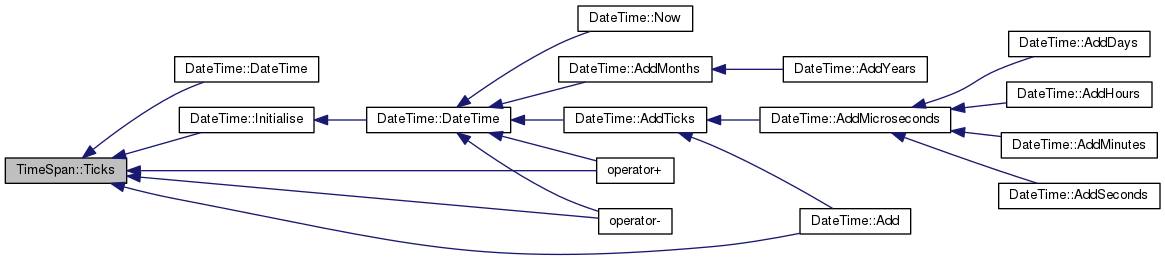 TimeSpan::Ticks
DateTime::DateTime
DateTime::Initialise
DateTime::DateTime
DateTime::Now
DateTime::AddMonths
DateTime::AddYears
DateTime::AddTicks
DateTime::AddMicroseconds
DateTime::AddDays
DateTime::AddHours
DateTime::AddMinutes
DateTime::AddSeconds
operator+
operator-
DateTime::Add